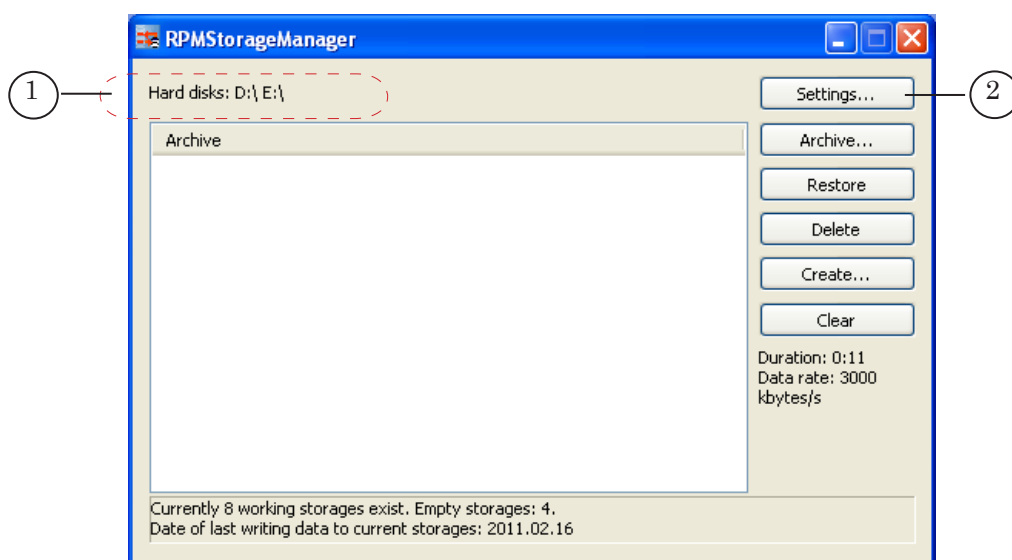 RPMStorageManager
1
Hard disks: D:\ E:\
Settings...
2
Archive
Archive...
Restore
Delete
Create...
Clear
Duration: 0:11
Data rate: 3000
kbytes/s
Currently 8 working storages exist. Empty storages: 4.
Date of last writing data to current storages: 2011.02.16